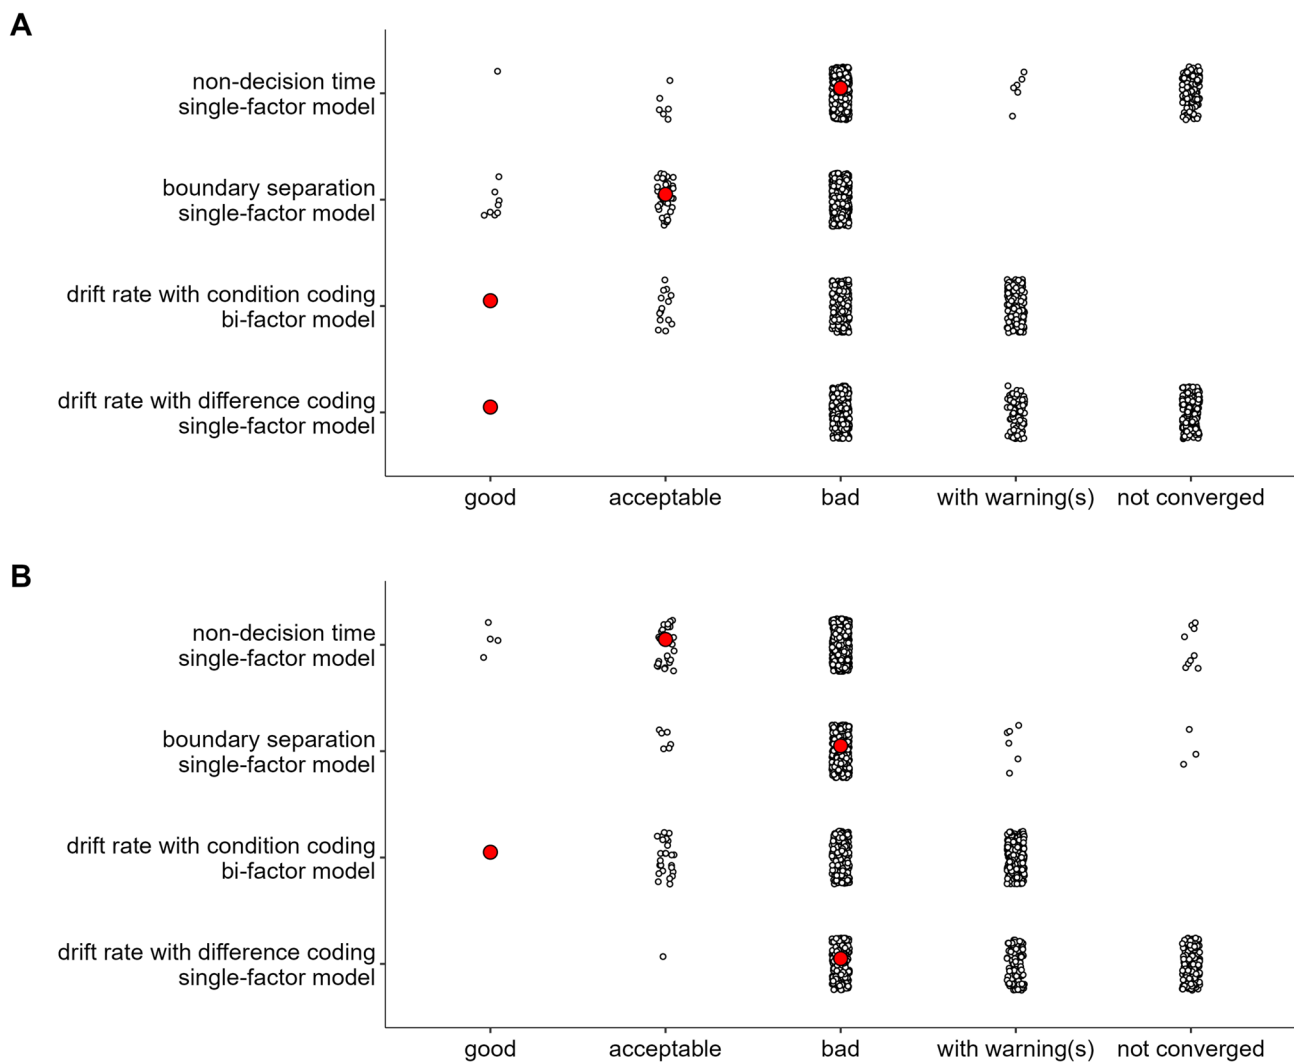 A
non-decision time
single-factor model
boundary separation
single-factor model
drift rate with condition coding
bi-factor model
drift rate with difference coding
single-factor model
good acceptable bad with warning(s) not converged
B
non-decision time
single-factor model
boundary separation
single-factor model
drift rate with condition coding
bi-factor model
drift rate with difference coding
single-factor model
good acceptable bad with warning(s) not converged